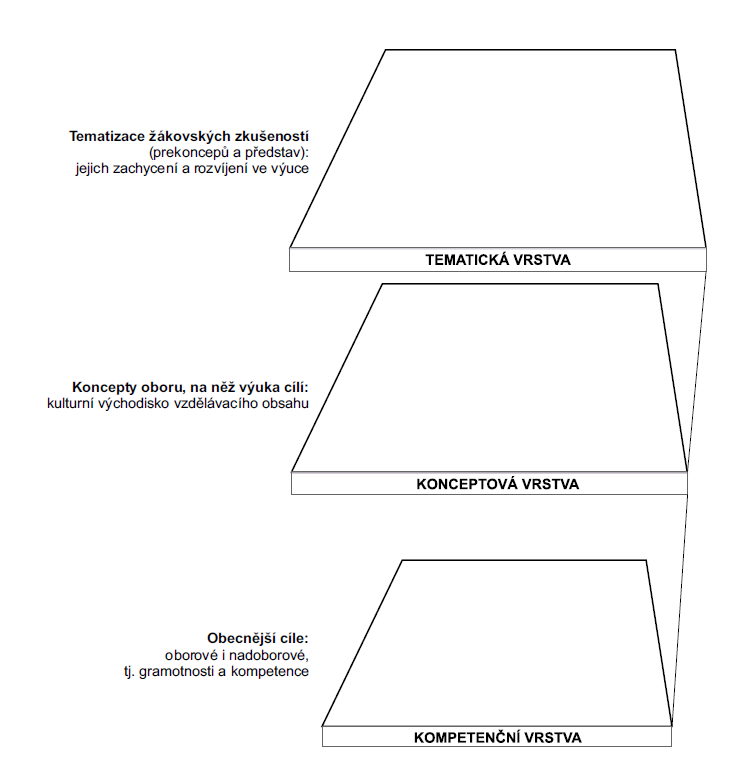 Tematizace žákovských zkušeností
(prekonceptů a představ):
jejich zachycení a rozvíjení ve výuce
TEMATICKÁ VRSTVA
Koncepty oboru, na něž výuka cílí:
kulturní východisko vzdělávacího obsahu
KONCEPTOVÁ VRSTVA
Obecnější cíle:
oborové i nadoborové,
tj. gramotnosti a kompetence
KOMPETENČNÍ VRSTVA